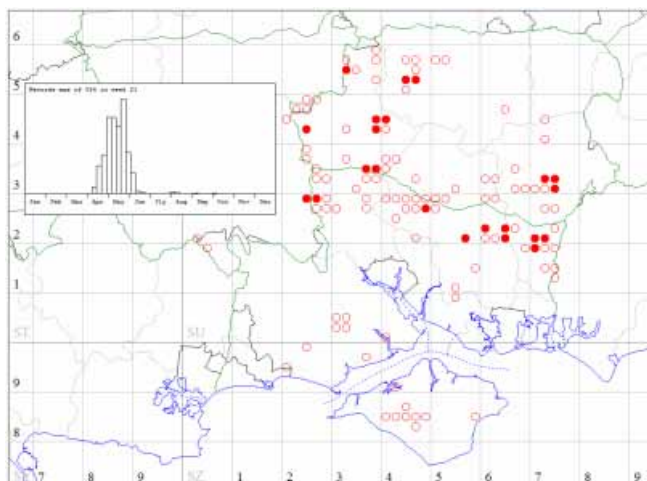 6
5
Records max of 516 in week 21
4
Jan Feb Mar Apr May Jun Jly Aug Sep Oct Nov Dec
3
2
1
ST SU
9
8
7 8 9 SZ 1 2 3 4 5 6 7 8 9